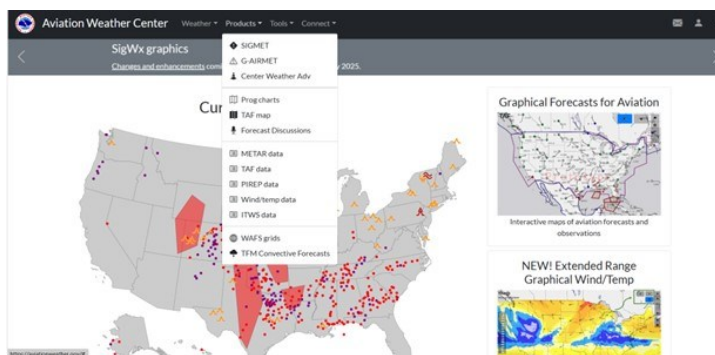 Aviation Weather Center Weather Products Tools Connect
SigWx graphics
Changes and enhancements comi
2025.
SIGMET
G-AIRMET
Center Weather Adv
Prog charts
TAF map
Forecast Discussions
METAR data
TAF data
PIREP data
Wind/temp data
ITWS data
WAFS grids
TFM Convective Forecasts
Cur
Graphical Forecasts for Aviation
Interactive maps of aviation forecasts and
observations
NEW! Extended Range
Graphical Wind/Temp